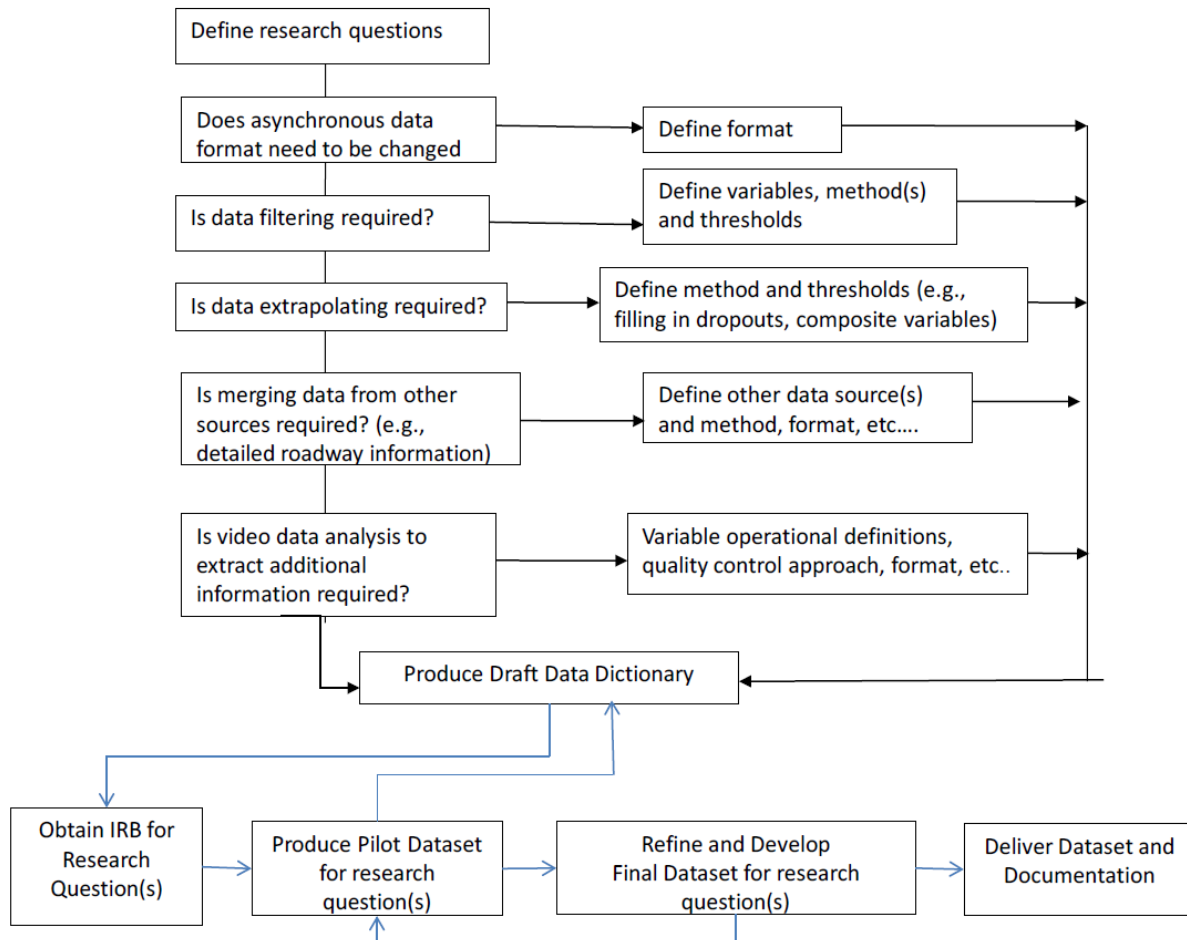 Define research questions
Does asynchronous data
format need to be changed
Define format
Is data filtering required?
Define variables, method(s)
and thresholds
Is data extrapolating required?
Define method and thresholds (e.g.,
filling in dropouts, composite variables)
Is merging data from other
sources required? (e.g.,
detailed roadway information)
Define other data source(s)
and method, format, etc….
Is video data analysis to
extract additional
information required?
Variable operational definitions,
quality control approach, format, etc..
Produce Draft Data Dictionary
Obtain IRB for
Research
Question(s)
Produce Pilot Dataset
for research
question(s)
Refine and Develop
Final Dataset for research
question(s)
Deliver Dataset and
Documentation